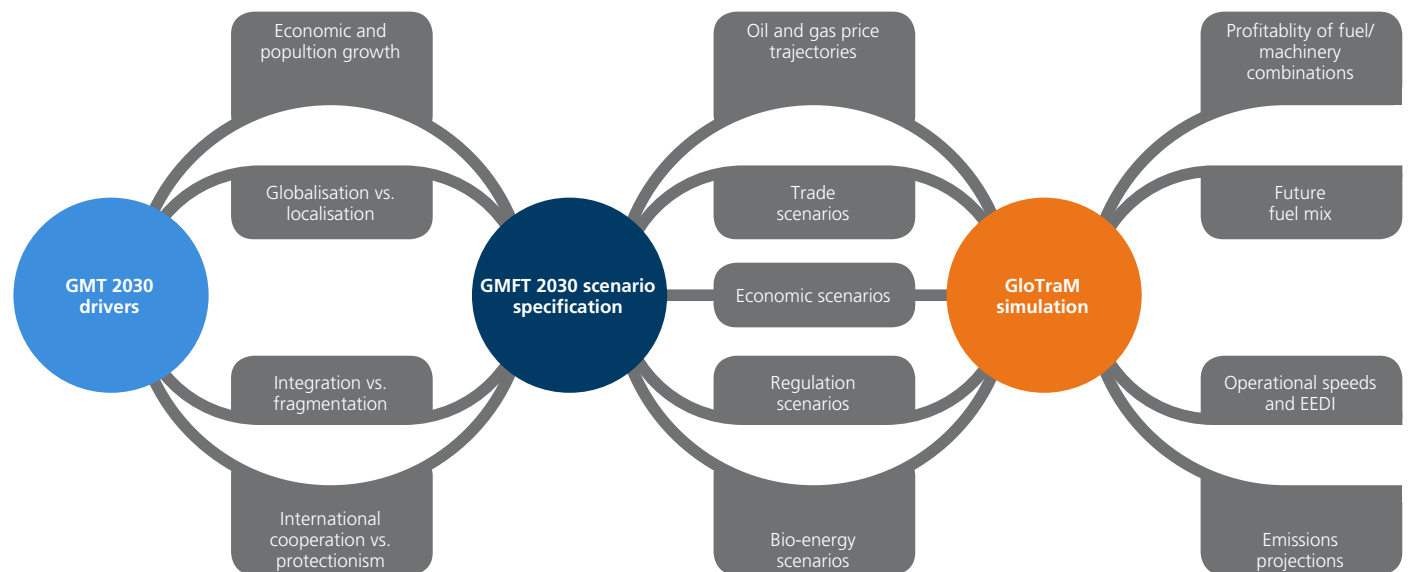 Economic and
popultion growth
Oil and gas price
trajectories
Profitablity of fuel/
machinery
combinations
Globalisation vs.
localisation
Trade
scenarios
Future
fuel mix
GMT 2030
drivers
GMFT 2030 scenario
specification
Economic scenarios
GloTraM
simulation
Integration vs.
fragmentation
Regulation
scenarios
Operational speeds
and EEDI
International
cooperation vs.
protectionism
Bio-energy
scenarios
Emissions
projections